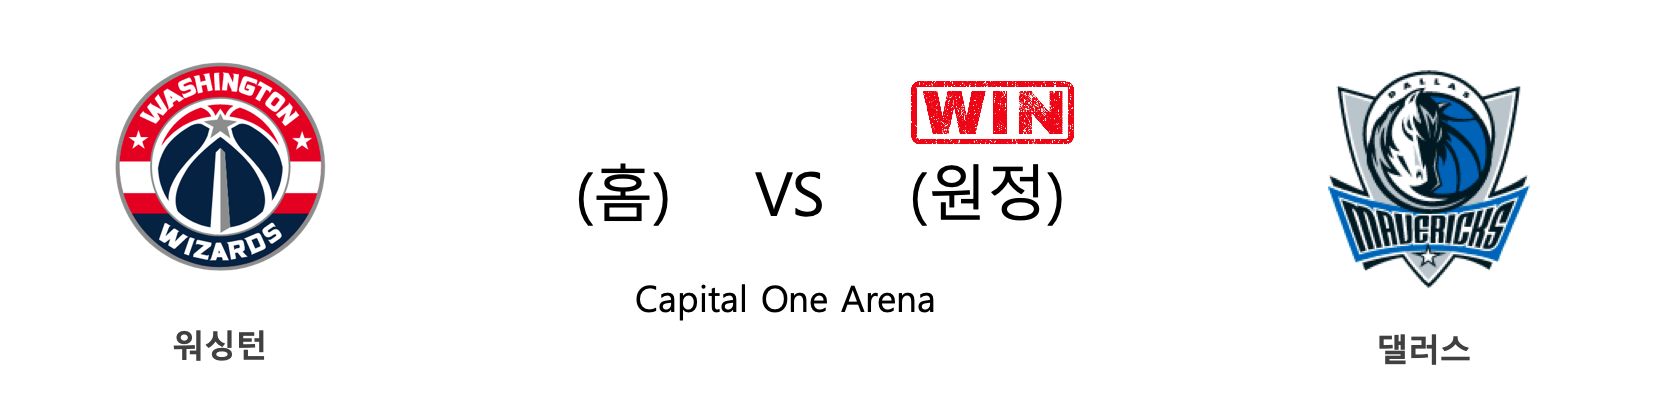 WASHINGTON
WIZARDS
워싱턴
WIN
(홈) VS (원정)
Capital One Arena
DALLAS
MAVERICKS
댈러스